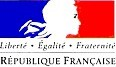 Liberté • Égalité • Fraternité
RÉPUBLIQUE FRANÇAISE